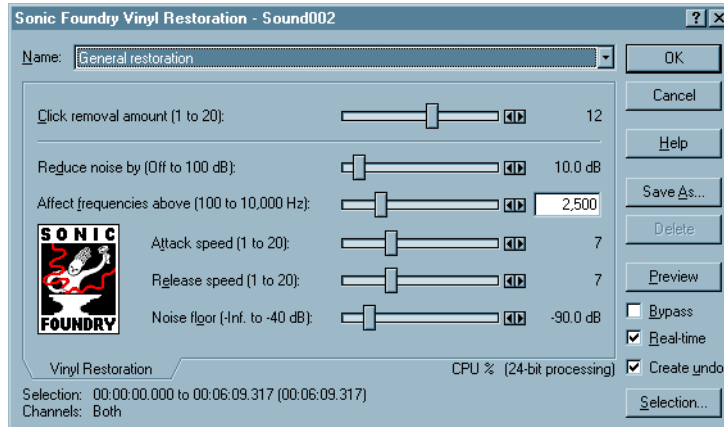 Sonic Foundry Vinyl Restoration - Sound002
Name: General restoration
OK
Cancel
Help
Save As...
Delete
Preview
Bypass
Real-time
Create undo
Selection...
Click removal amount (1 to 20): 12
Reduce noise by (Off to 100 dB): 10.0 dB
Affect frequencies above (100 to 10,000 Hz): 2,500
SONIC
FOUNDRY
Attack speed (1 to 20): 7
Release speed (1 to 20): 7
Noise floor (-Inf. to -40 dB): -90.0 dB
Vinyl Restoration
CPU % (24-bit processing)
Selection: 00:00:00.000 to 00:06:09.317 (00:06:09.317)
Channels: Both